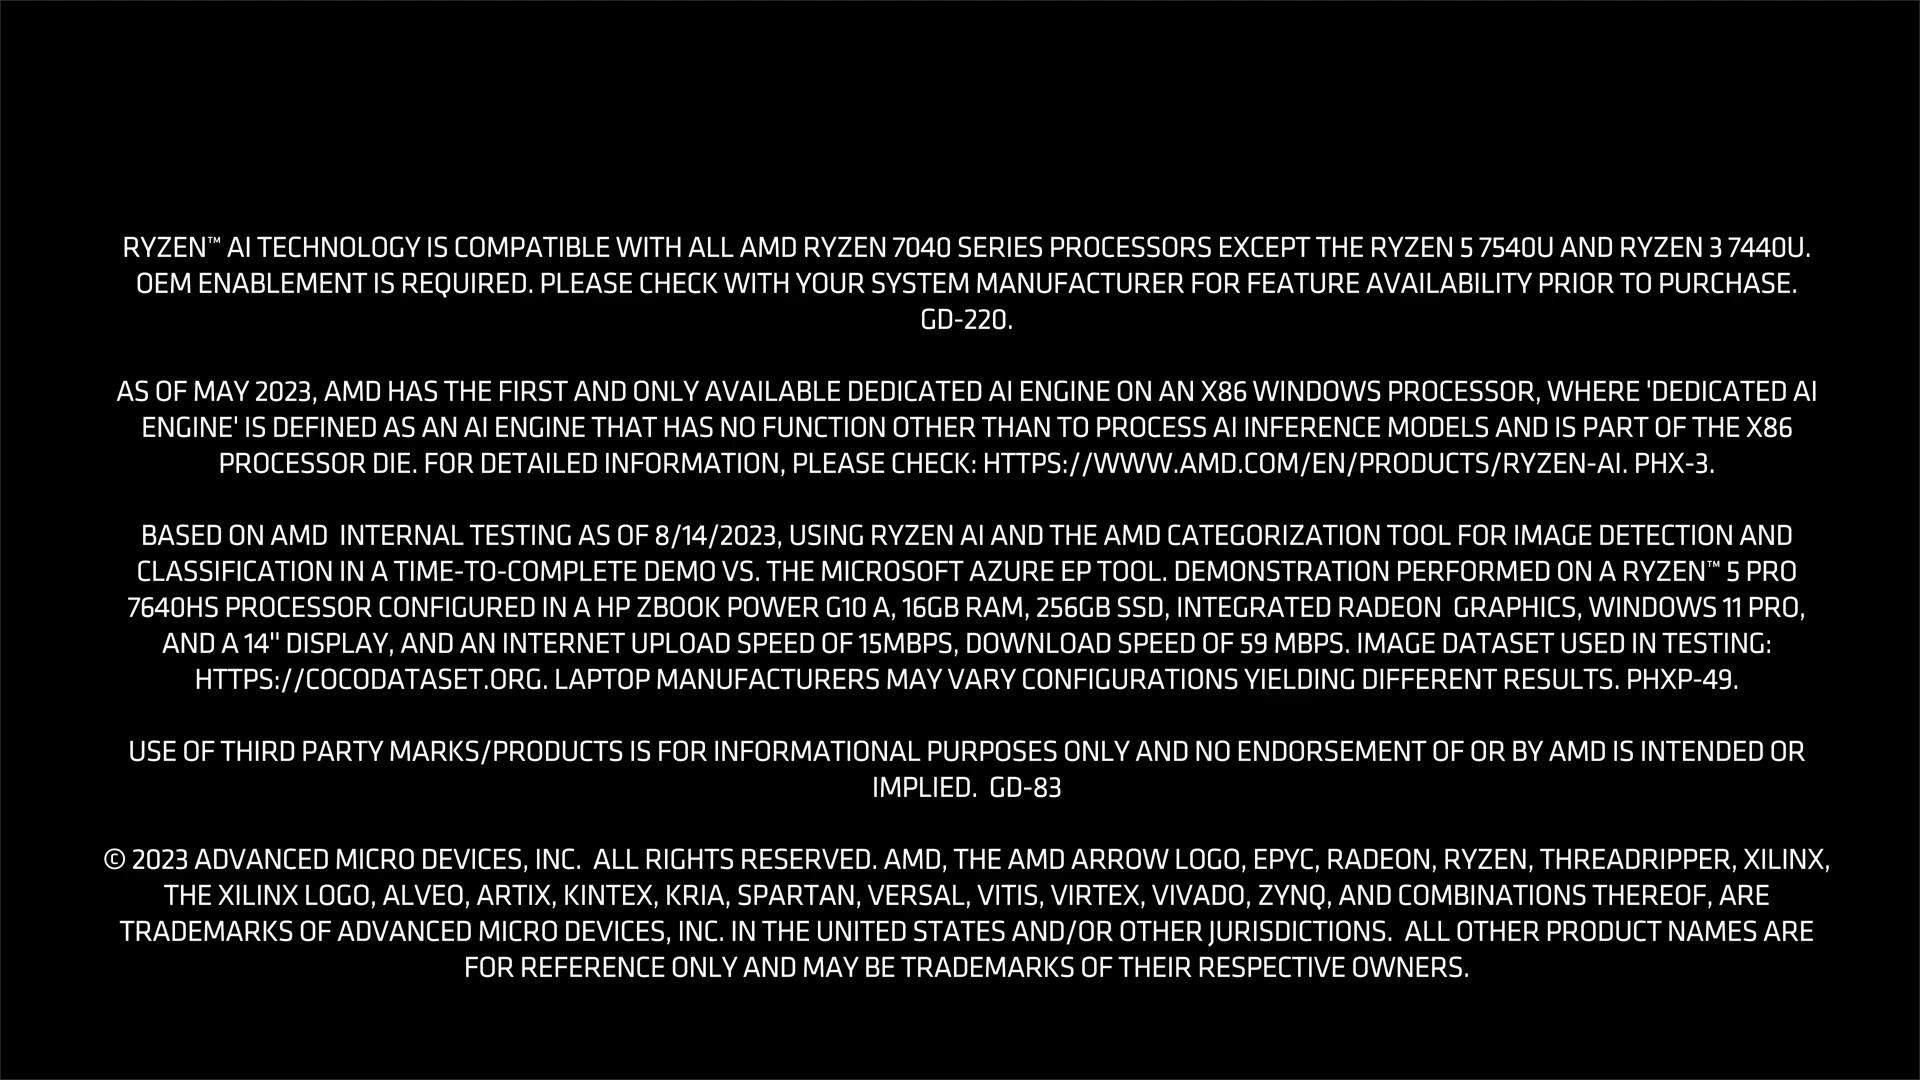 RYZEN™ AI TECHNOLOGY IS COMPATIBLE WITH ALL AMD RYZEN 7040 SERIES PROCESSORS EXCEPT THE RYZEN 5 7540U AND RYZEN 3 7440U.
OEM ENABLEMENT IS REQUIRED. PLEASE CHECK WITH YOUR SYSTEM MANUFACTURER FOR FEATURE AVAILABILITY PRIOR TO PURCHASE.
GD-220.
AS OF MAY 2023, AMD HAS THE FIRST AND ONLY AVAILABLE DEDICATED AI ENGINE ON AN X86 WINDOWS PROCESSOR, WHERE 'DEDICATED AI
ENGINE' IS DEFINED AS AN AI ENGINE THAT HAS NO FUNCTION OTHER THAN TO PROCESS AI INFERENCE MODELS AND IS PART OF THE X86
PROCESSOR DIE. FOR DETAILED INFORMATION, PLEASE CHECK: HTTPS://WWW.AMD.COM/EN/PRODUCTS/RYZEN-AI. PHX-3.
BASED ON AMD  INTERNAL TESTING AS OF 8/14/2023, USING RYZEN AI AND THE AMD CATEGORIZATION TOOL FOR IMAGE DETECTION AND
CLASSIFICATION IN A TIME-TO-COMPLETE DEMO VS. THE MICROSOFT AZURE EP TOOL. DEMONSTRATION PERFORMED ON A RYZEN™ 5 PRO
7640HS PROCESSOR CONFIGURED IN A HP ZBOOK POWER G10 A, 16GB RAM, 256GB SSD, INTEGRATED RADEON  GRAPHICS, WINDOWS 11 PRO,
AND A 14" DISPLAY, AND AN INTERNET UPLOAD SPEED OF 15MBPS, DOWNLOAD SPEED OF 59 MBPS. IMAGE DATASET USED IN TESTING:
HTTPS://COCODATASET.ORG. LAPTOP MANUFACTURERS MAY VARY CONFIGURATIONS YIELDING DIFFERENT RESULTS. PHXP-49.
USE OF THIRD PARTY MARKS/PRODUCTS IS FOR INFORMATIONAL PURPOSES ONLY AND NO ENDORSEMENT OF OR BY AMD IS INTENDED OR
IMPLIED.  GD-83
© 2023 ADVANCED MICRO DEVICES, INC.  ALL RIGHTS RESERVED. AMD, THE AMD ARROW LOGO, EPYC, RADEON, RYZEN, THREADRIPPER, XILINX,
THE XILINX LOGO, ALVEO, ARTIX, KINTEX, KRIA, SPARTAN, VERSAL, VITIS, VIRTEX, VIVADO, ZYNQ, AND COMBINATIONS THEREOF, ARE
TRADEMARKS OF ADVANCED MICRO DEVICES, INC. IN THE UNITED STATES AND/OR OTHER JURISDICTIONS.  ALL OTHER PRODUCT NAMES ARE
FOR REFERENCE ONLY AND MAY BE TRADEMARKS OF THEIR RESPECTIVE OWNERS.